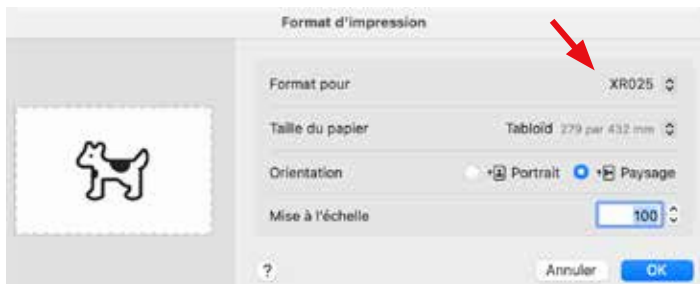 Format d'impression
Format pour XR025
Taille du papier Tabloïd 279 par 432 mm
Orientation Portrait Paysage
Mise à l'échelle 100
? Annuler OK